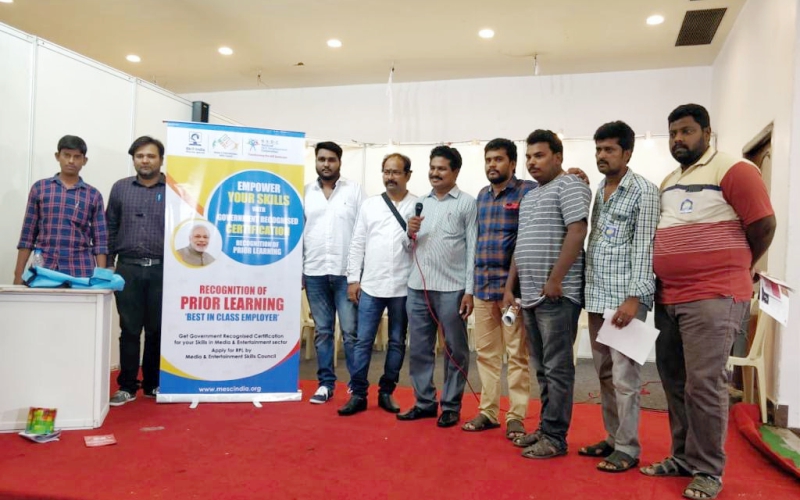 EMPOWER
YOUR SKILLS
WITH
GOVERNMENT RECOGNISED
CERTIFICATION
RECOGNITION OF
PRIOR LEARNING
RECOGNITION OF
PRIOR LEARNING
'BEST IN CLASS EMPLOYER'
Get Government Recognised Certification
for your Skills in Media & Entertainment sector
Apply for RPL by
Media & Entertainment Skills Council
www.mescindia.org